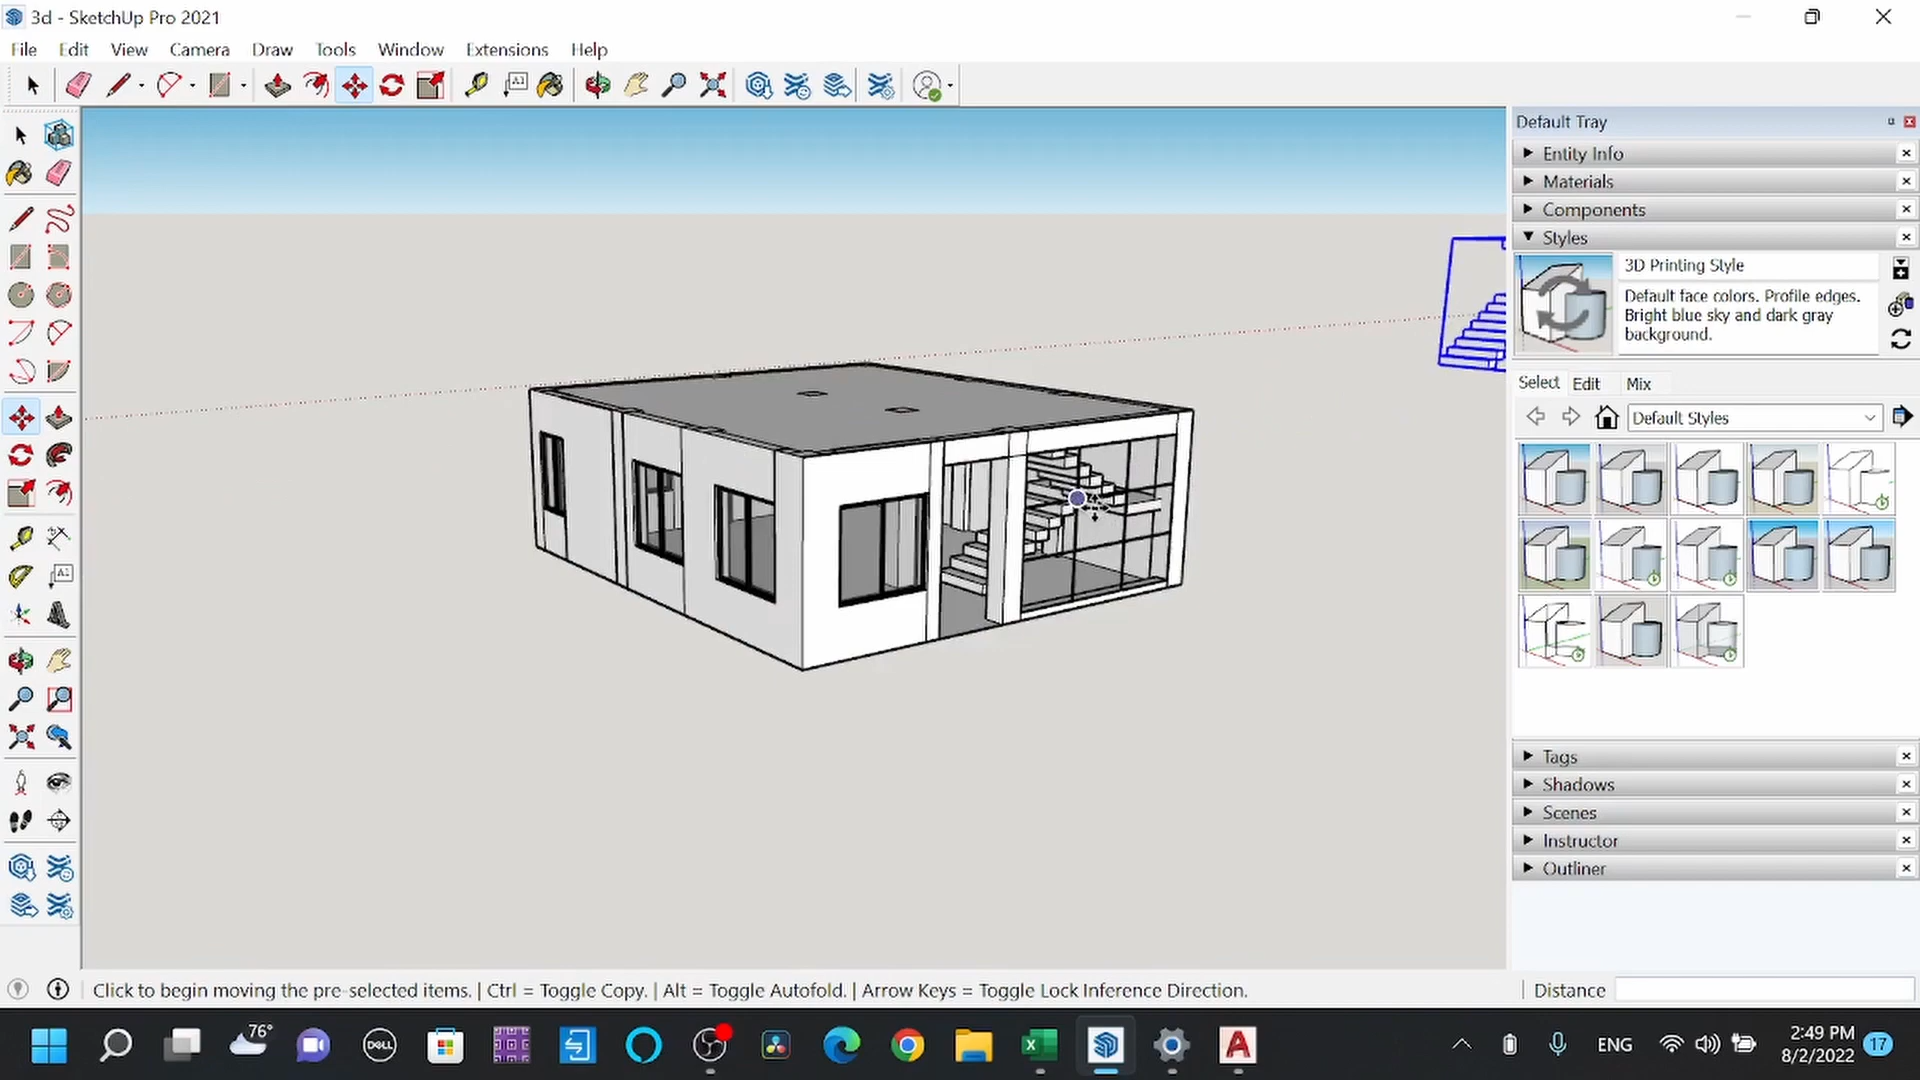 3d - SketchUp Pro 2021
File Edit View Camera Draw Tools Window Extensions Help
A1
Default Tray
Entity Info
Materials
Components
Styles
3D Printing Style
Default face colors. Profile edges.
Bright blue sky and dark gray
background.
Select Edit Mix
Default Styles
A1
Tags
Shadows
Scenes
Instructor
Outliner
Click to begin moving the pre-selected items. | Ctrl = Toggle Copy. | Alt = Toggle Autofold. | Arrow Keys = Toggle Lock Inference Direction.
Distance
76°
DELL
ENG
2:49 PM
8/2/2022
17